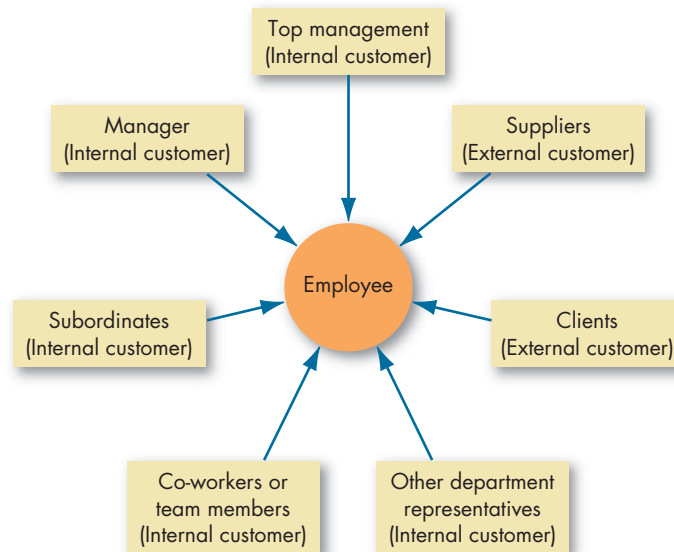 Top management
(Internal customer)
Manager
(Internal customer)
Suppliers
(External customer)
Employee
Subordinates
(Internal customer)
Clients
(External customer)
Co-workers or
team members
(Internal customer)
Other department
representatives
(Internal customer)